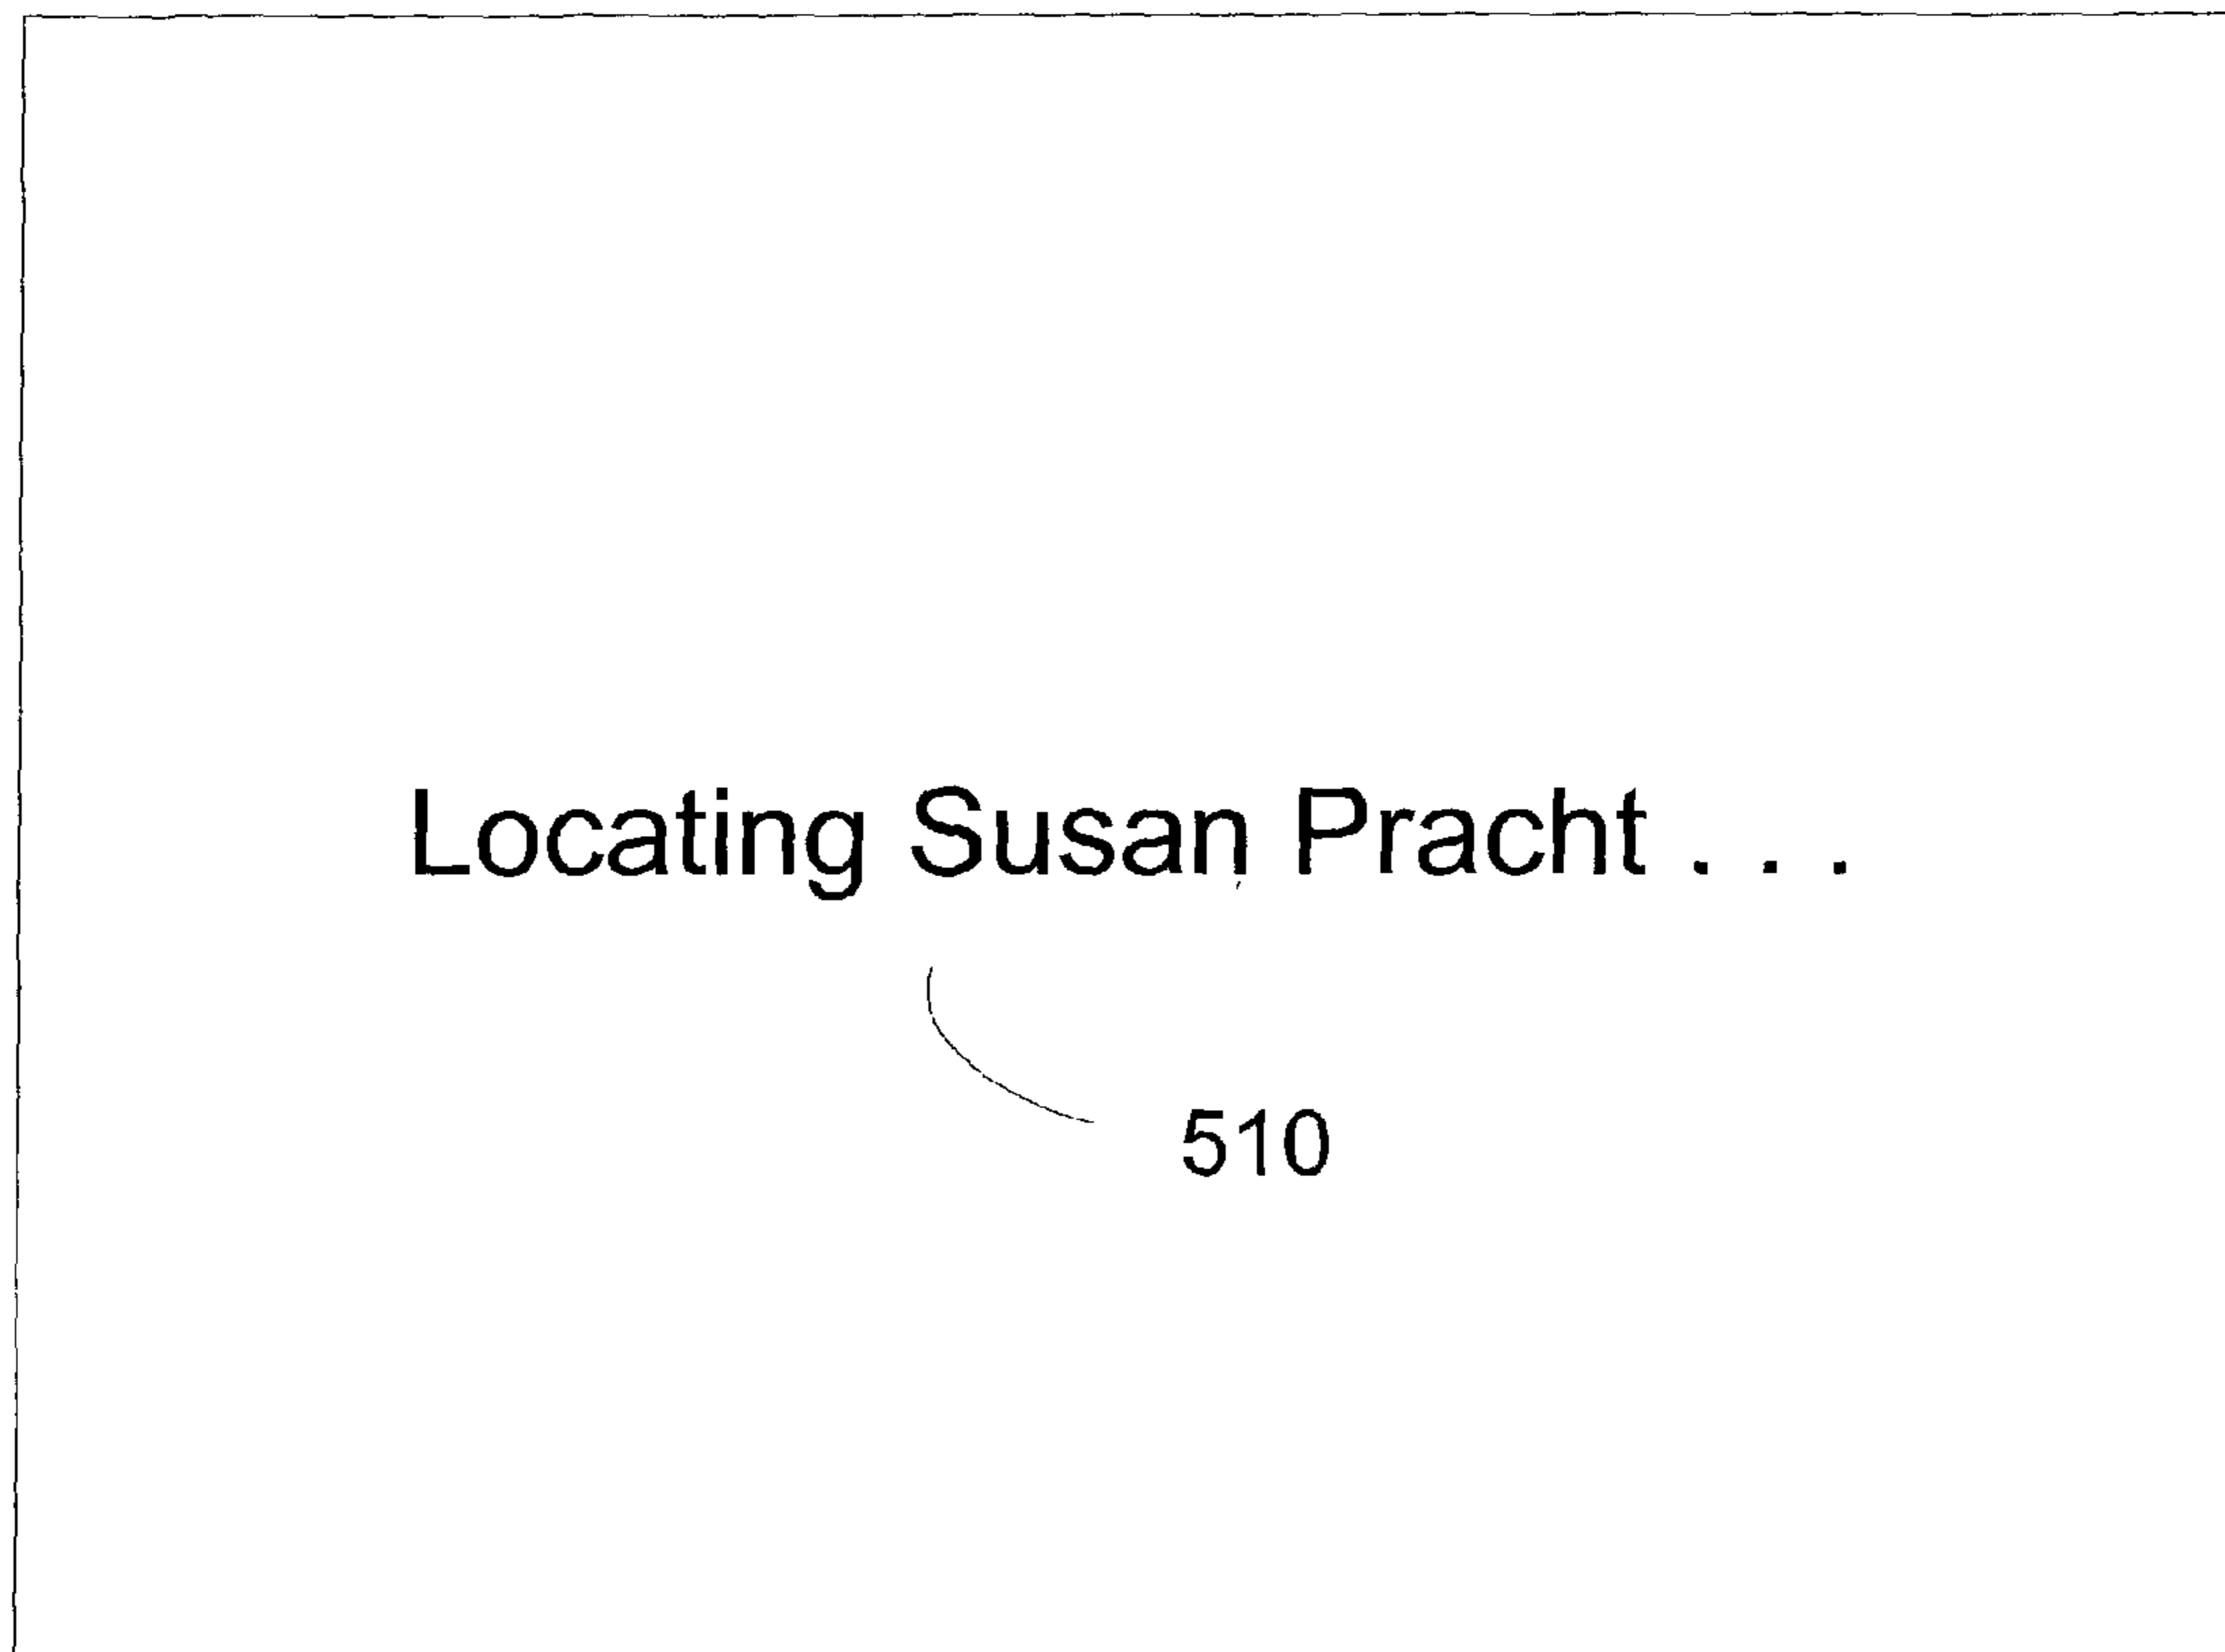 Locating Susan Pracht . . .
510